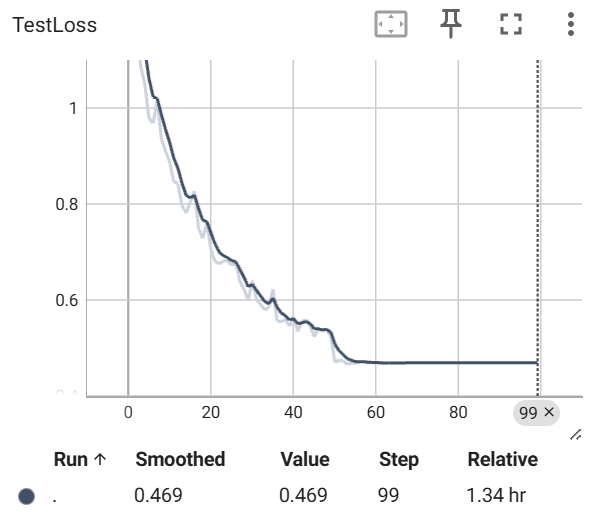 TestLoss
1
0.8
0.6
0 20 40 60 80 99 ×
Run ↑ Smoothed Value Step Relative
. 0.469 0.469 99 1.34 hr